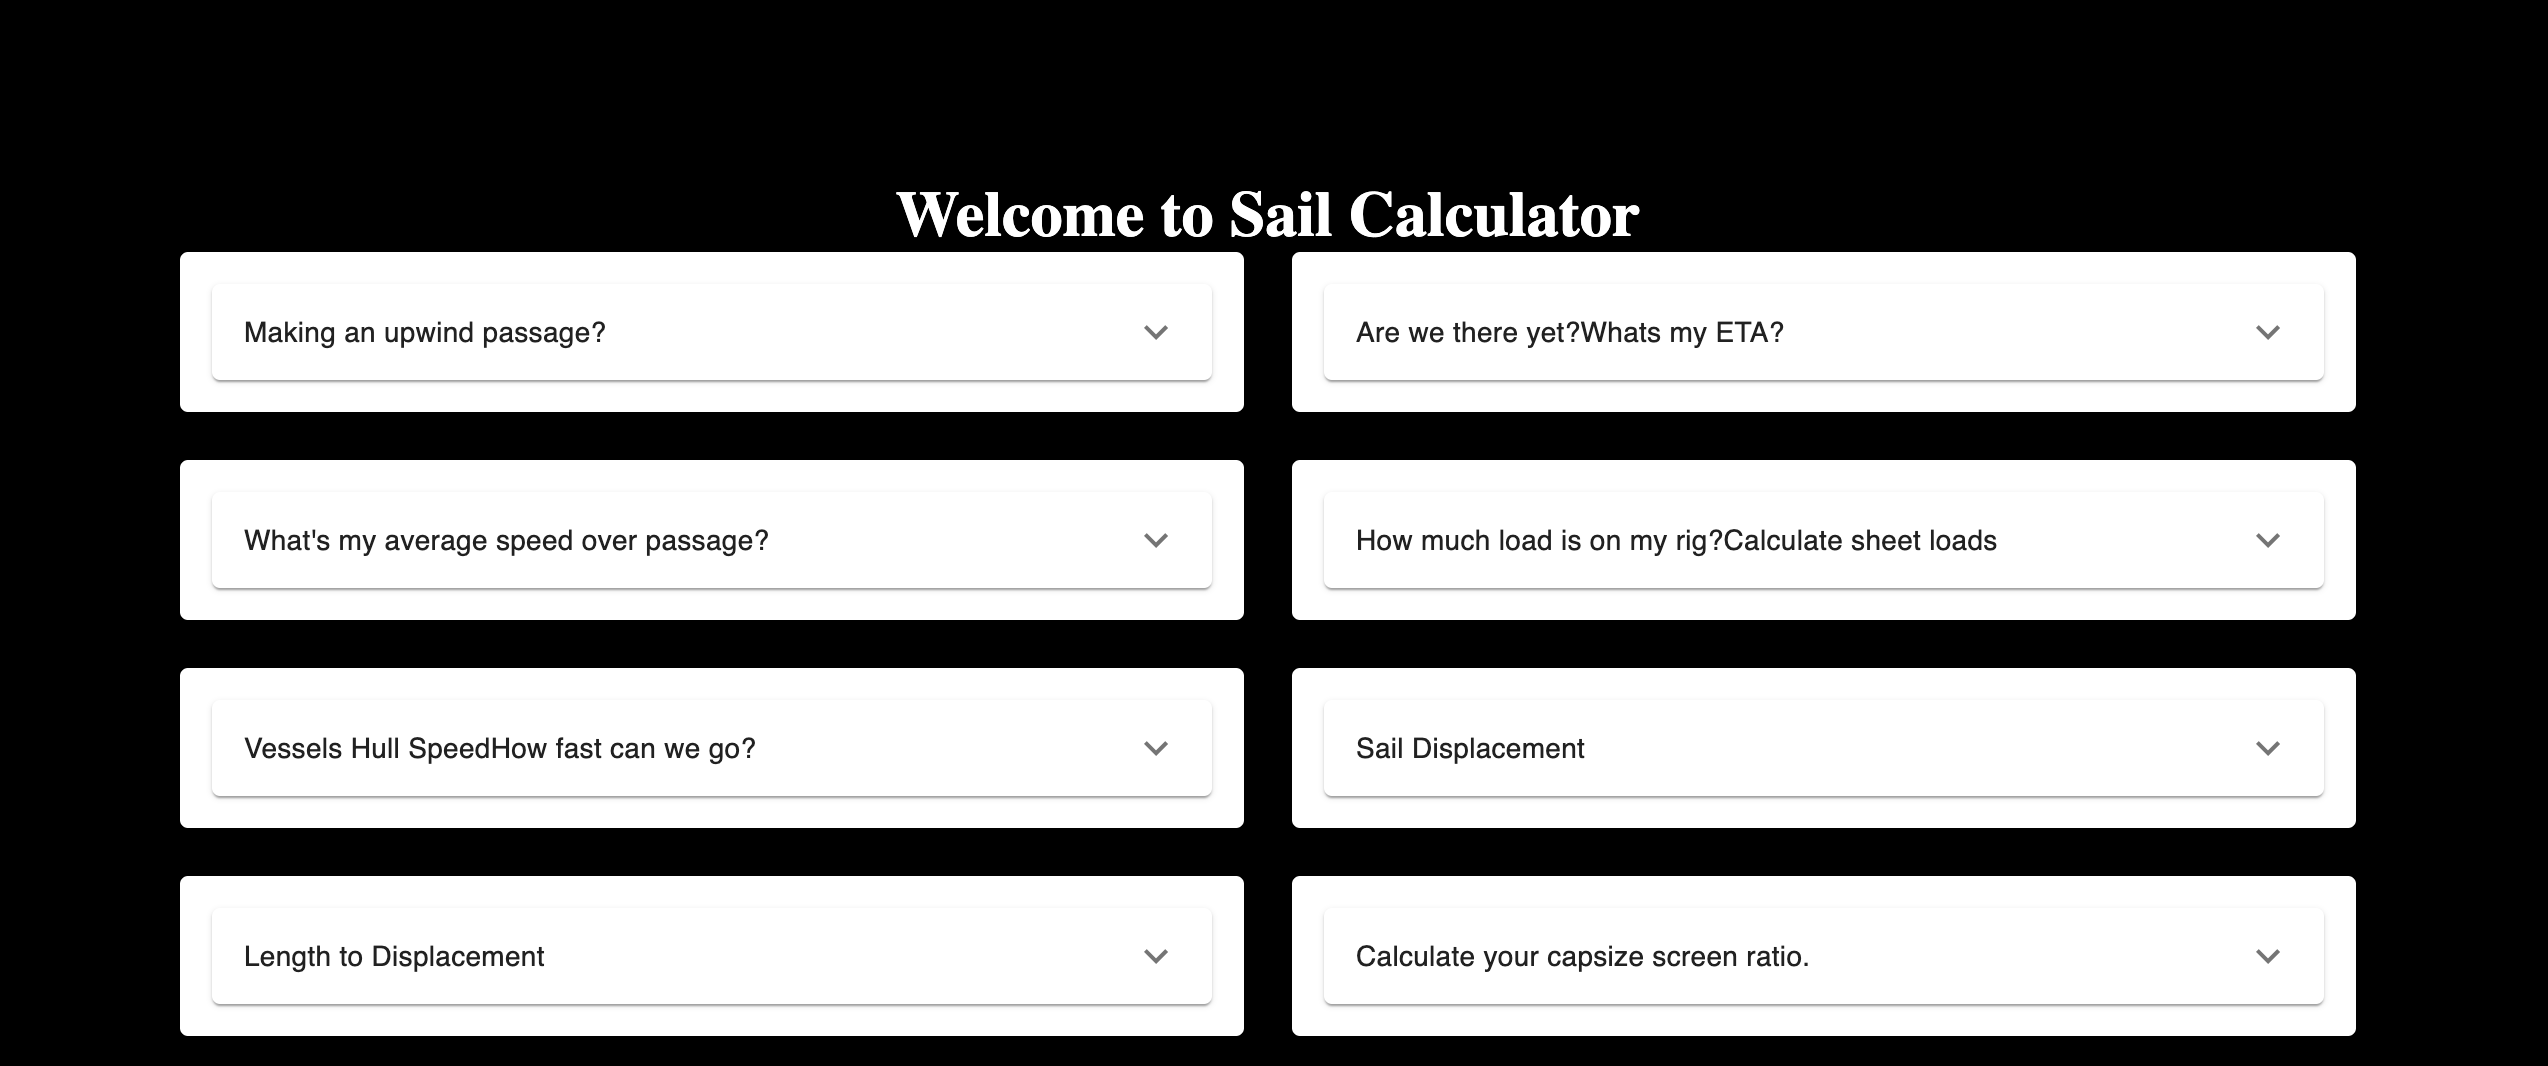 Welcome to Sail Calculator
Making an upwind passage?
Are we there yet?Whats my ETA?
What's my average speed over passage?
How much load is on my rig?Calculate sheet loads
Vessels Hull SpeedHow fast can we go?
Sail Displacement
Length to Displacement
Calculate your capsize screen ratio.